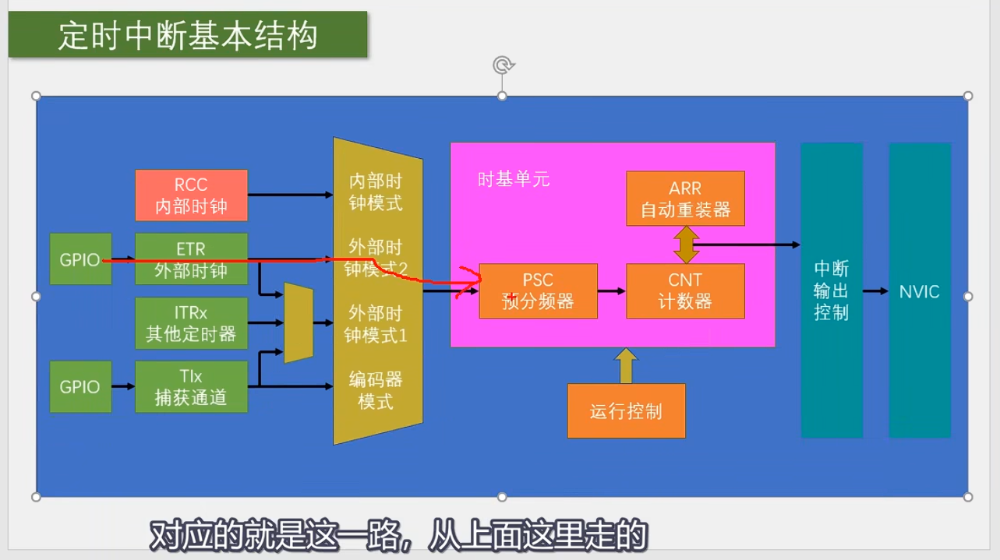 定时中断基本结构
RCC
内部时钟
GPIO
ETR
外部时钟
ITRx
其他定时器
GPIO
TIx
捕获通道
内部时
钟模式
外部时
钟模式2
外部时
钟模式1
编码器
模式
时基单元
ARR
自动重装器
PSC
预分频器
CNT
计数器
运行控制
中断
输出
控制
NVIC
对应的就是这一路，从上面这里走的